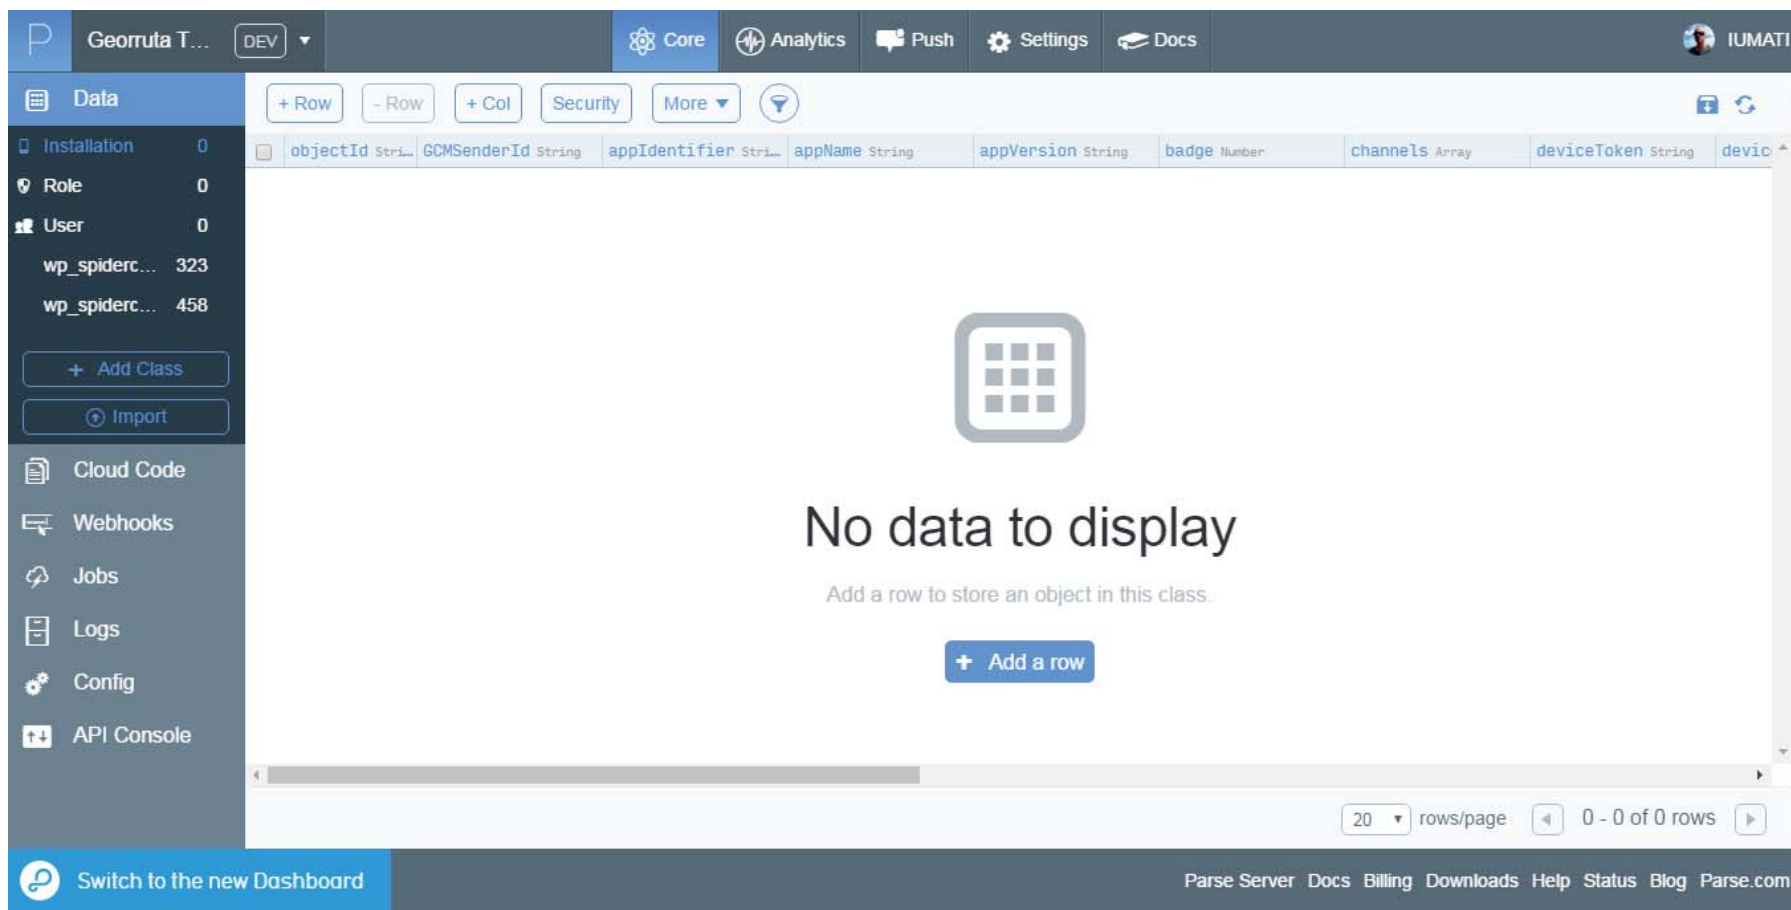 P Georruta T... DEV Core Analytics Push Settings Docs IUMATI
Data + Row - Row + Col Security More
Installation 0
objectId Stri... GCMSenderId String appIdentifier Stri... appName String appVersion String badge Number channels Array deviceToken String devic
Role 0
User 0
wp_spiderc... 323
wp_spiderc... 458
+ Add Class
Import
Cloud Code
Webhooks
Jobs
Logs
Config
API Console
No data to display
Add a row to store an object in this class.
+ Add a row
20 rows/page 0 - 0 of 0 rows
Switch to the new Dashboard Parse Server Docs Billing Downloads Help Status Blog Parse.com